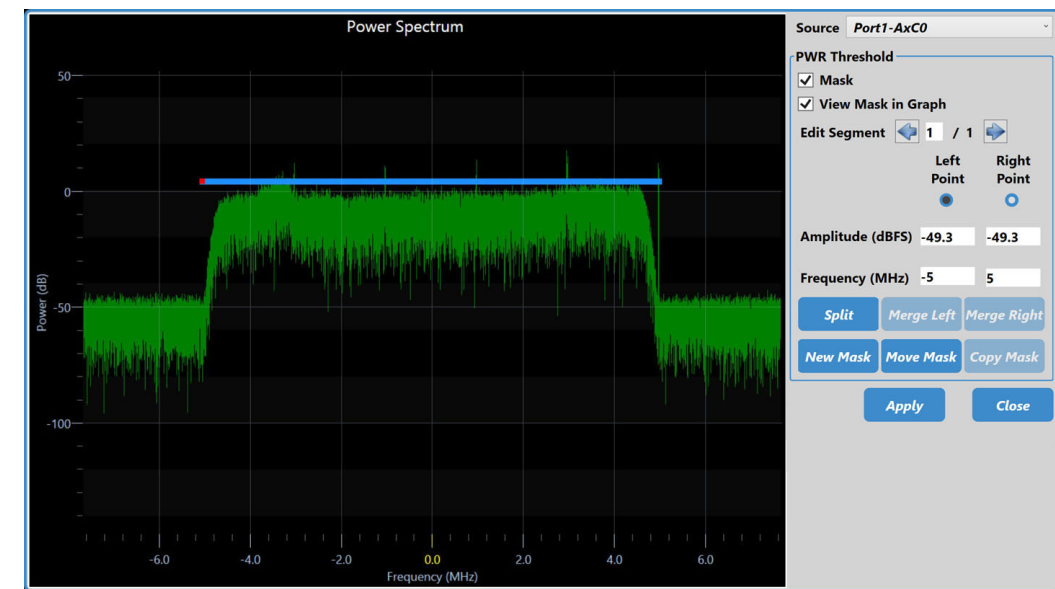 Power Spectrum
50
0
-50
-100
Power (dB)
-6.0 -4.0 -2.0 0.0 2.0 4.0 6.0
Frequency (MHz)
Source Port1-AxC0
PWR Threshold
Mask
View Mask in Graph
Edit Segment 1 / 1
Left Right
Point Point
Amplitude (dBFS) -49.3 -49.3
Frequency (MHz) -5 5
Split Merge Left Merge Right
New Mask Move Mask Copy Mask
Apply Close